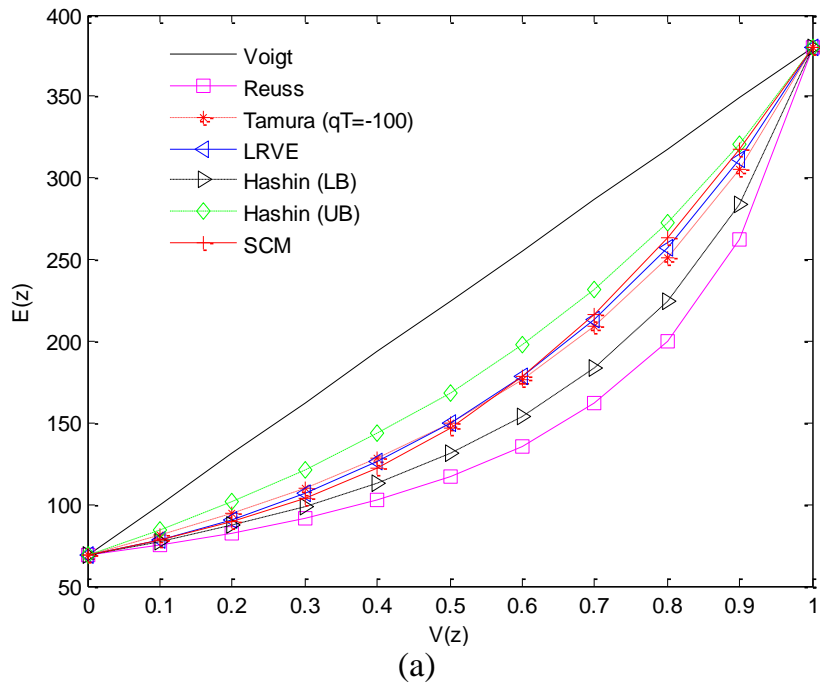 400
350
300
250
200
150
100
50
E(z)
Voigt
Reuss
Tamura (qT=-100)
LRVE
Hashin (LB)
Hashin (UB)
SCM
0 0.1 0.2 0.3 0.4 0.5 0.6 0.7 0.8 0.9 1
V(z)
(a)